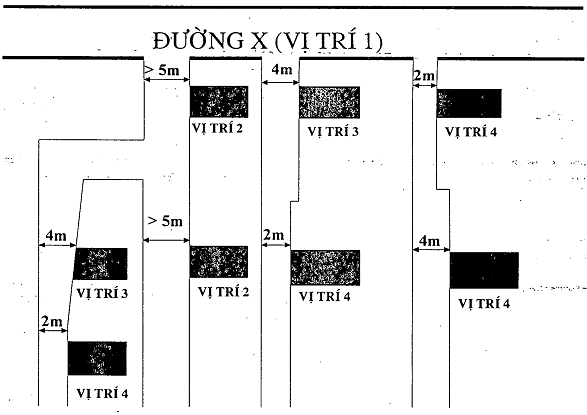 ĐƯỜNG X (VỊ TRÍ 1)
> 5m
4m
2m
VỊ TRÍ 2
VỊ TRÍ 3
VỊ TRÍ 4
4m
> 5m
2m
4m
VỊ TRÍ 3
VỊ TRÍ 2
VỊ TRÍ 4
VỊ TRÍ 4
2m
VỊ TRÍ 4